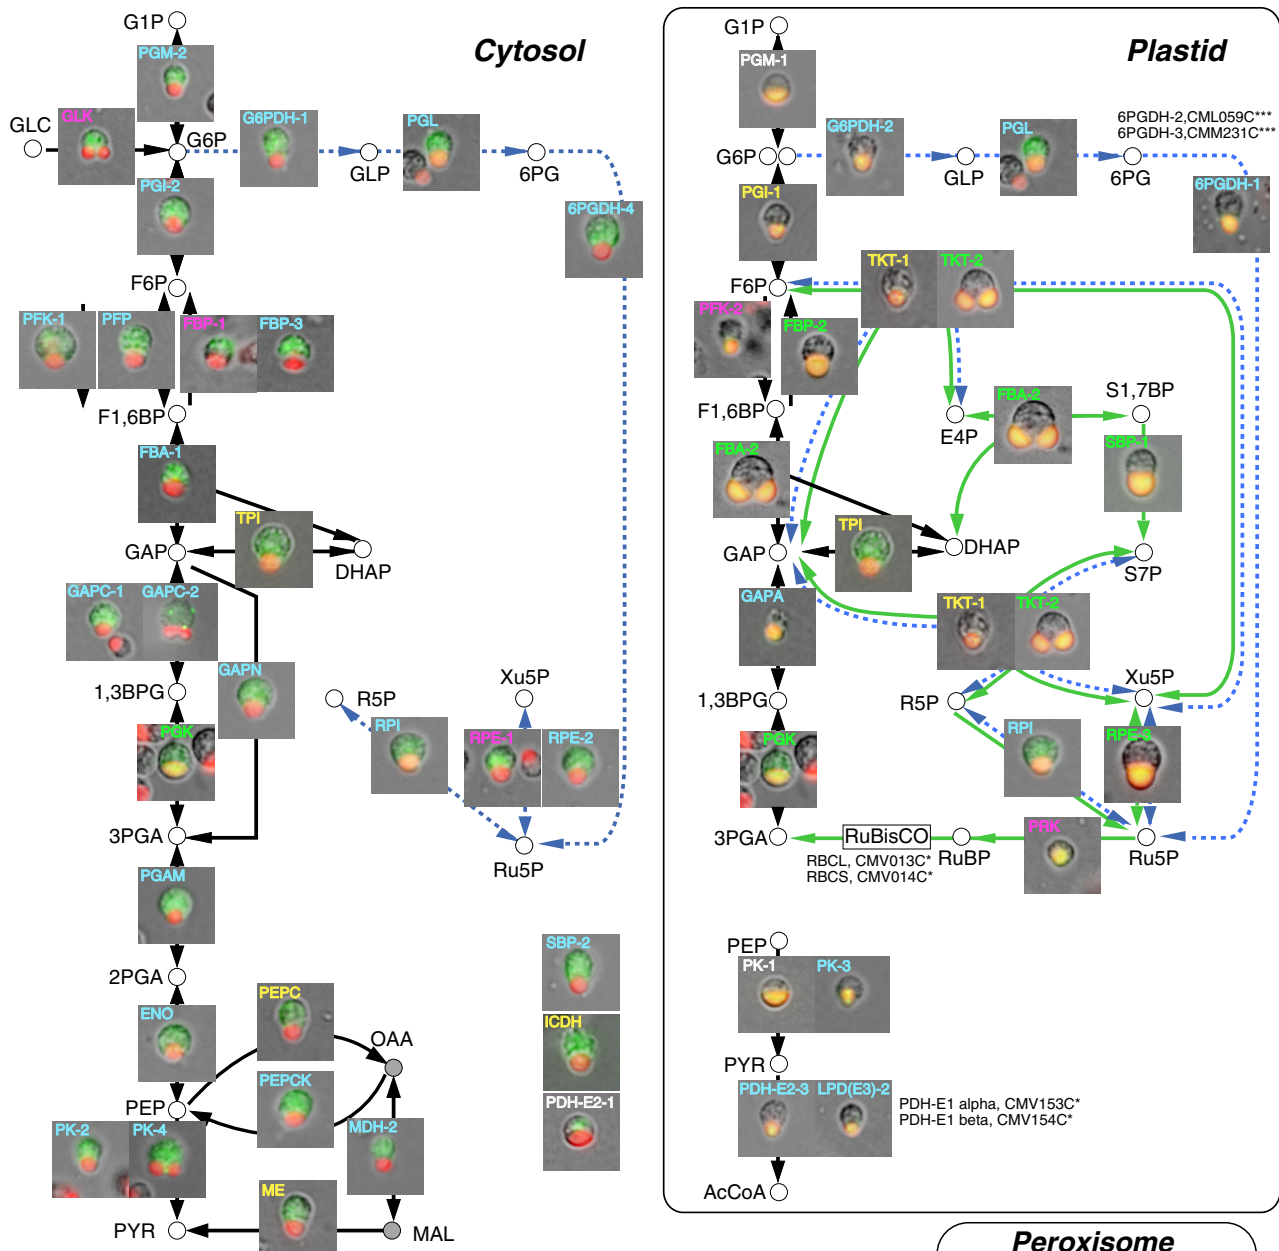 Cytosol
G1P
PGM-2
GLC
GLK
G6P
G6PDH-1
GLP
PGL
6PG
PGI-2
6PGDH-4
F6P
PFK-1
PFP
FBP-1
FBP-3
F1,6BP
FBA-1
TPI
GAP
DHAP
GAPC-1
GAPC-2
GAPN
1,3BPG
PGK
R5P
RPI
Xu5P
RPE-1
RPE-2
Ru5P
3PGA
PGAM
2PGA
ENO
PEPC
OAA
PEPCK
PEP
PK-2
PK-4
MDH-2
ME
PYR
MAL
SBP-2
ICDH
PDH-E2-1
Plastid
G1P
PGM-1
G6P
G6PDH-2
GLP
PGL
6PGDH-2,CML059C***
6PGDH-3,CMM231C***
6PG
6PGDH-1
PGI-1
F6P
TKT-1
TKT-2
PFK-2
FBP-2
F1,6BP
FBA-2
E4P
FBA-2
S1,7BP
SBP-1
TPI
GAP
DHAP
S7P
GAPA
TKT-1
TKT-2
1,3BPG
R5P
Xu5P
PGK
RPI
RPE-3
3PGA
RuBisCO
RBCL, CMV013C*
RBCS, CMV014C*
RuBP
PRK
Ru5P
PEP
PK-1
PK-3
PYR
PDH-E2-3
LPD(E3)-2
PDH-E1 alpha, CMV153C*
PDH-E1 beta, CMV154C*
AcCoA
Peroxisome